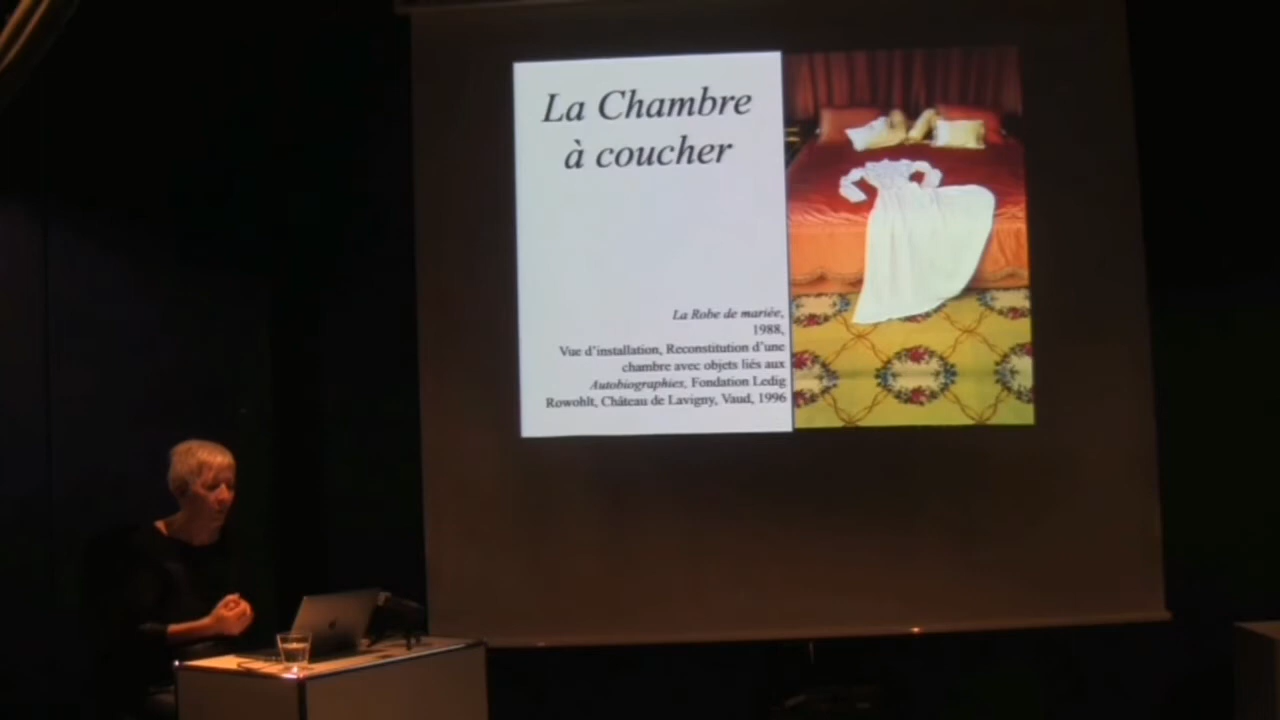 La Chambre
à coucher
La Robe de mariée,
1988,
Vue d'installation, Reconstitution d'une
chambre avec objets liés aux
Autobiographies, Fondation Ledig
Rowohlt, Château de Lavigny, Vaud, 1996